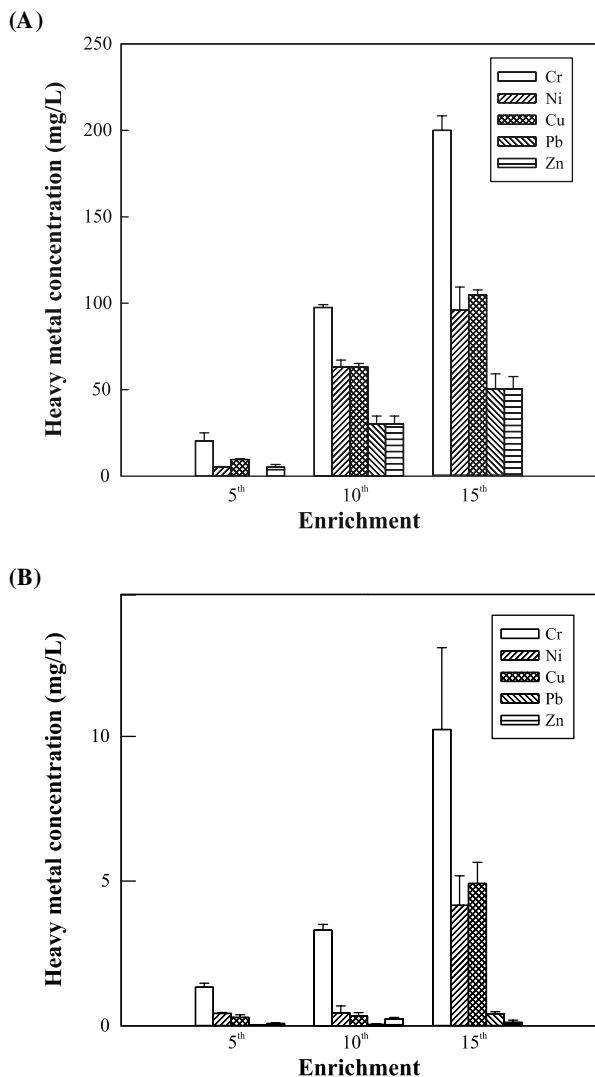 (A)
Heavy metal concentration (mg/L)
250
200
150
100
50
0
Cr
Ni
Cu
Pb
Zn
5th
10th
15th
Enrichment
(B)
Heavy metal concentration (mg/L)
10
5
0
Cr
Ni
Cu
Pb
Zn
5th
10th
15th
Enrichment